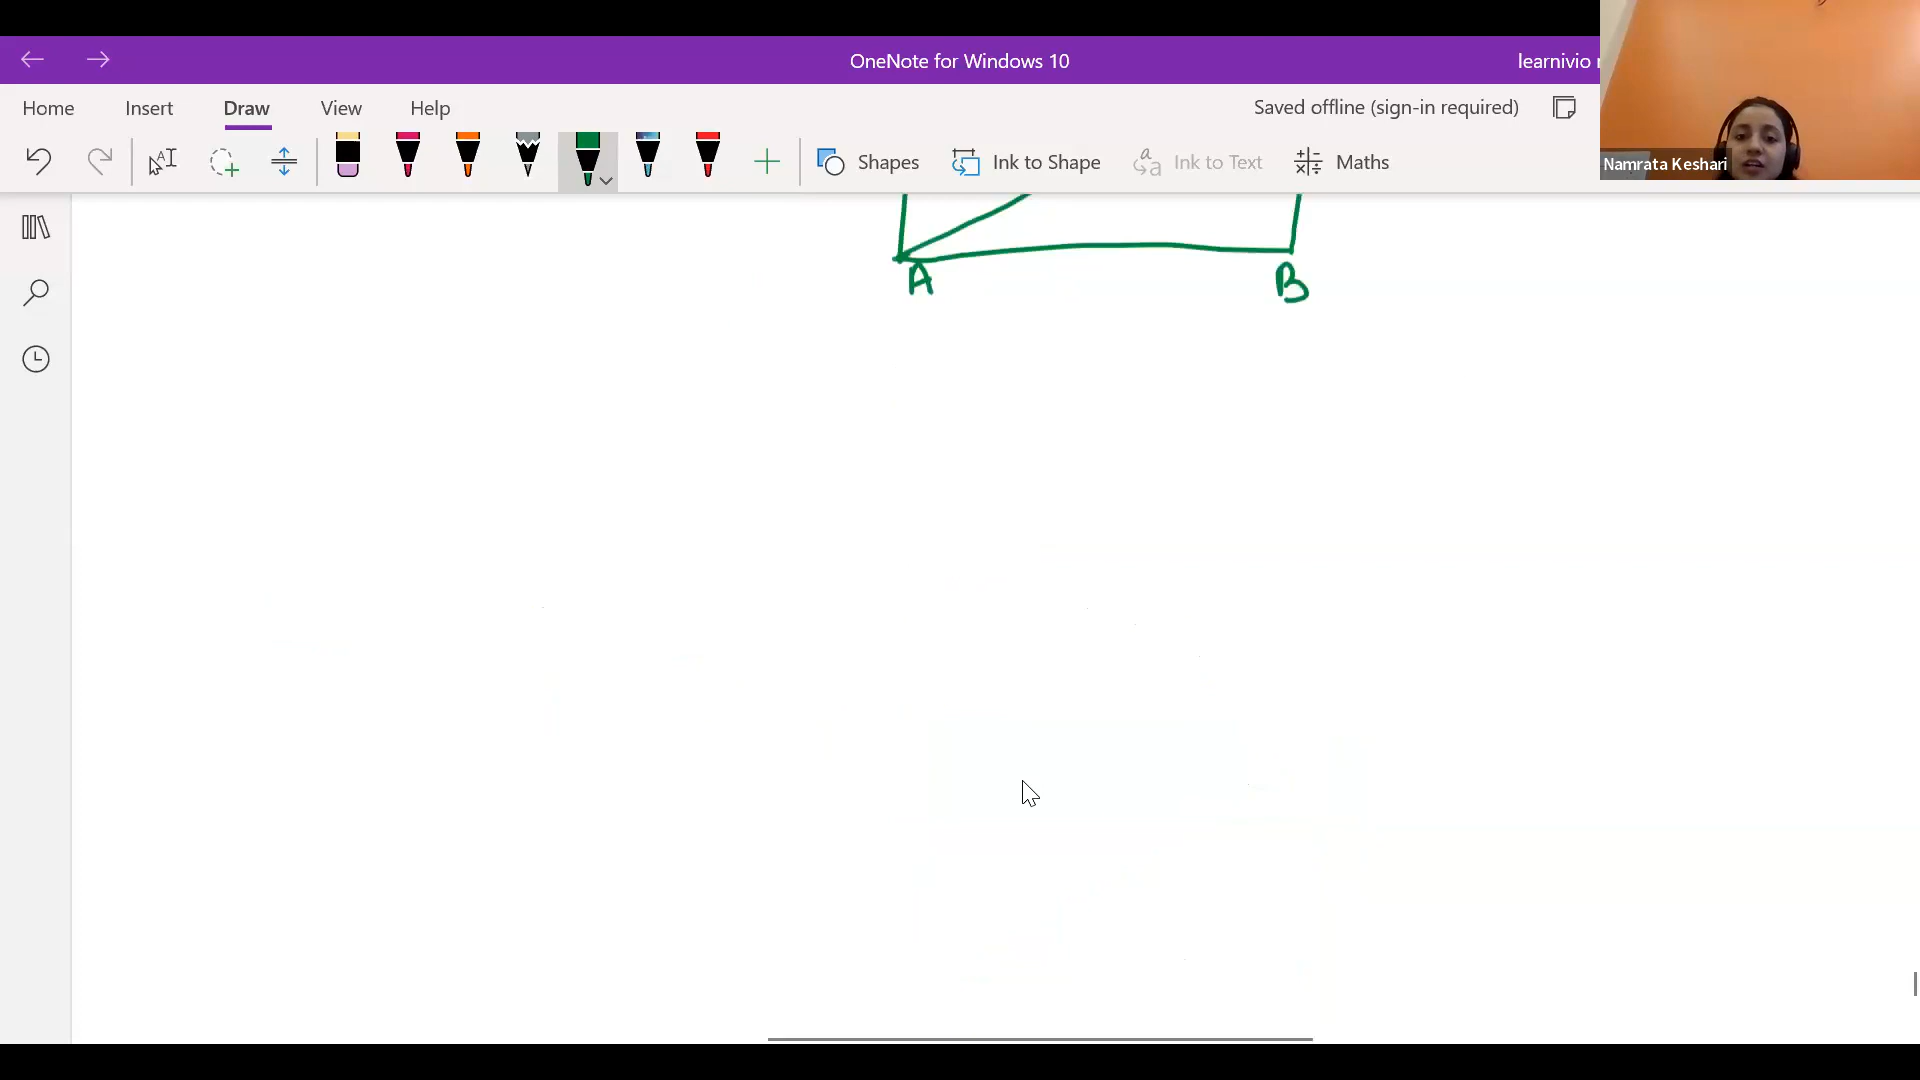 OneNote for Windows 10
learnivio
Home Insert Draw View Help
Saved offline (sign-in required)
Shapes Ink to Shape Ink to Text Maths
Namrata Keshari
A B